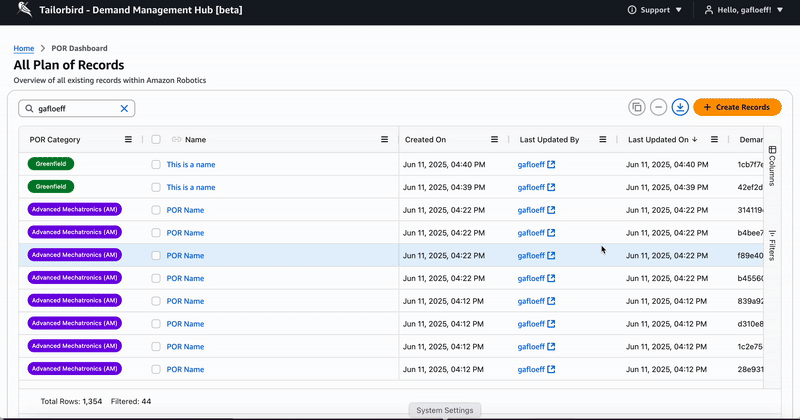 Tailorbird - Demand Management Hub [beta]
Support
Hello, gafloeff!
Home > POR Dashboard
All Plan of Records
Overview of all existing records within Amazon Robotics
gafloeff
+ Create Records
POR Category Name Created On Last Updated By Last Updated On Deman
Greenfield This is a name Jun 11, 2025, 04:40 PM gafloeff Jun 11, 2025, 04:40 PM 1cb7f7e
Greenfield This is a name Jun 11, 2025, 04:39 PM gafloeff Jun 11, 2025, 04:39 PM 42ef2d
Advanced Mechatronics (AM) POR Name Jun 11, 2025, 04:22 PM gafloeff Jun 11, 2025, 04:22 PM 314119
Advanced Mechatronics (AM) POR Name Jun 11, 2025, 04:22 PM gafloeff Jun 11, 2025, 04:22 PM b4bee7
Advanced Mechatronics (AM) POR Name Jun 11, 2025, 04:22 PM gafloeff Jun 11, 2025, 04:22 PM f89e40
Advanced Mechatronics (AM) POR Name Jun 11, 2025, 04:22 PM gafloeff Jun 11, 2025, 04:22 PM b45560
Advanced Mechatronics (AM) POR Name Jun 11, 2025, 04:12 PM gafloeff Jun 11, 2025, 04:12 PM 839a92
Advanced Mechatronics (AM) POR Name Jun 11, 2025, 04:12 PM gafloeff Jun 11, 2025, 04:12 PM d310e8
Advanced Mechatronics (AM) POR Name Jun 11, 2025, 04:12 PM gafloeff Jun 11, 2025, 04:12 PM 1c2e75
Advanced Mechatronics (AM) POR Name Jun 11, 2025, 04:12 PM gafloeff Jun 11, 2025, 04:12 PM 28e931
Columns
Filters
Total Rows: 1,354 Filtered: 44
System Settings